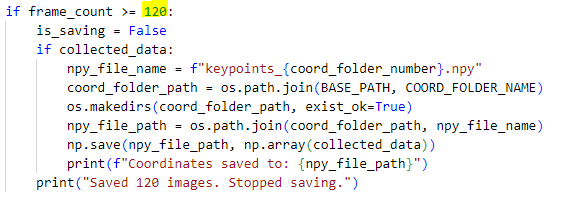 if frame_count >= 120:
    is_saving = False
    if collected_data:
        npy_file_name = f"keypoints_{coord_folder_number}.npy"
        coord_folder_path = os.path.join(BASE_PATH, COORD_FOLDER_NAME)
        os.makedirs(coord_folder_path, exist_ok=True)
        npy_file_path = os.path.join(coord_folder_path, npy_file_name)
        np.save(npy_file_path, np.array(collected_data))
        print(f"Coordinates saved to: {npy_file_path}")
    print("Saved 120 images. Stopped saving.")